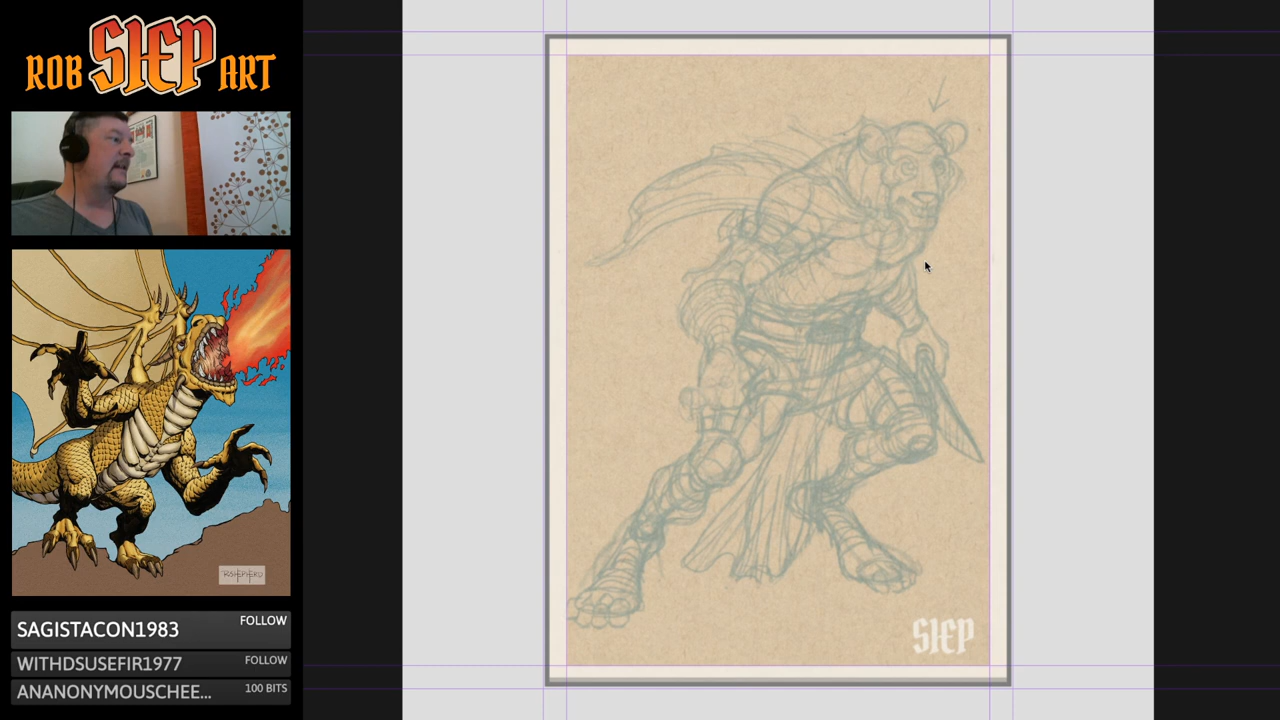 ROB SIEP ART
SAGISTACON1983 FOLLOW
WITHDSUSEFIR1977 FOLLOW
ANANONYMOUSCHEE... 100 BITS
SIEP